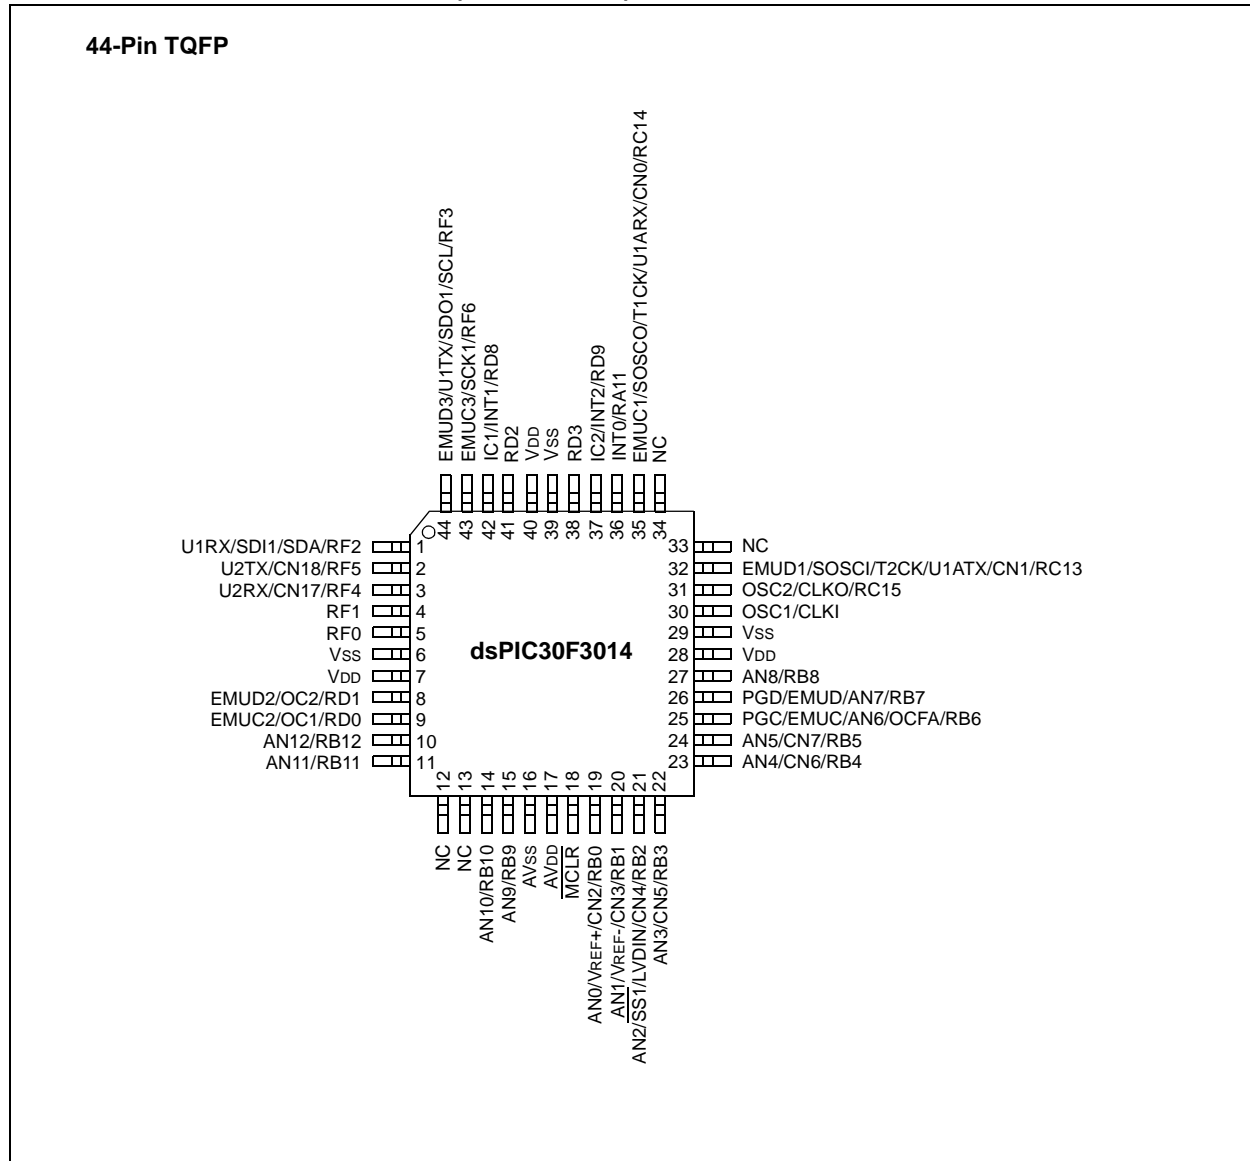 44-Pin TQFP
EMUD3/U1TX/SDO1/SCL/RF3
EMUC3/SCK1/RF6
IC1/INT1/RD8
RD2
VDD
VSS
RD3
IC2/INT2/RD9
INT0/RA11
EMUC1/SOSCO/T1CK/U1ARX/CN0/RC14
NC
44
43
42
41
40
39
38
37
36
35
34
U1RX/SDI1/SDA/RF2 1
U2TX/CN18/RF5 2
U2RX/CN17/RF4 3
RF1 4
RF0 5
VSS 6
VDD 7
EMUD2/OC2/RD1 8
EMUC2/OC1/RD0 9
AN12/RB12 10
AN11/RB11 11
dsPIC30F3014
33 NC
32 EMUD1/SOSCI/T2CK/U1ATX/CN1/RC13
31 OSC2/CLKO/RC15
30 OSC1/CLKI
29 VSS
28 VDD
27 AN8/RB8
26 PGD/EMUD/AN7/RB7
25 PGC/EMUC/AN6/OCFA/RB6
24 AN5/CN7/RB5
23 AN4/CN6/RB4
12
13
14
15
16
17
18
19
20
21
22
NC
NC
AN10/RB10
AN9/RB9
AVSS
AVDD
MCLR
AN0/VREF+/CN2/RB0
AN1/VREF-/CN3/RB1
AN2/SS1/LVDIN/CN4/RB2
AN3/CN5/RB3